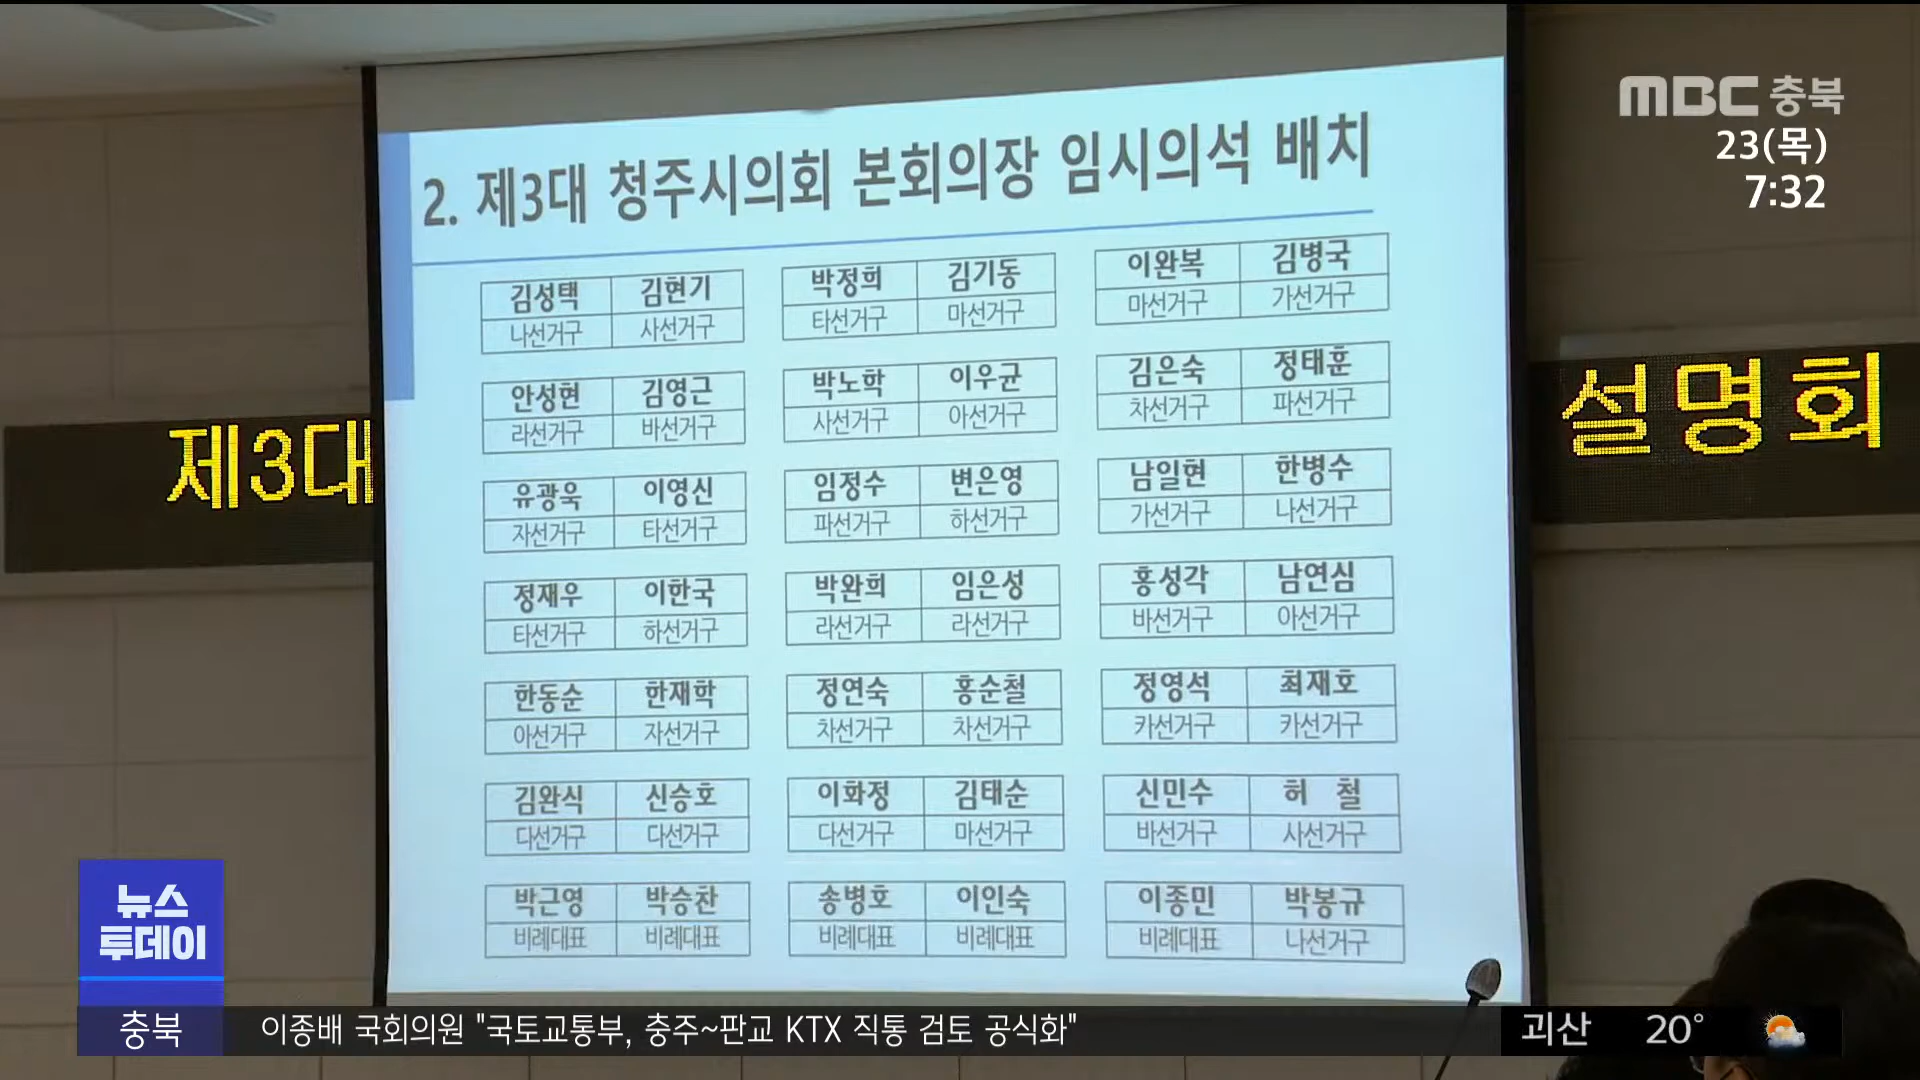 MBC 충북
23(목)
7:32
2. 제3대 청주시의회 본회의장 임시의석 배치
김성택 김현기 박정희 김기동 이완복 김병국
나선거구 사선거구 타선거구 마선거구 마선거구 가선거구
안성현 김영근 박노학 이우균 김은숙 정태훈
라선거구 바선거구 사선거구 아선거구 차선거구 파선거구
유광욱 이영신 임정수 변은영 남일현 한병수
자선거구 타선거구 파선거구 하선거구 가선거구 나선거구
정재우 이한국 박완희 임은성 홍성각 남연심
타선거구 하선거구 라선거구 라선거구 바선거구 아선거구
한동순 한재학 정연숙 홍순철 정영석 최재호
아선거구 자선거구 차선거구 차선거구 카선거구 카선거구
김완식 신승호 이화정 김태순 신민수 허 철
다선거구 다선거구 다선거구 마선거구 바선거구 사선거구
박근영 박승찬 송병호 이인숙 이종민 박봉규
비례대표 비례대표 비례대표 비례대표 비례대표 나선거구
제3대
설명회
뉴스
투데이
충북 이종배 국회의원 "국토교통부, 충주~판교 KTX 직통 검토 공식화" 괴산 20°